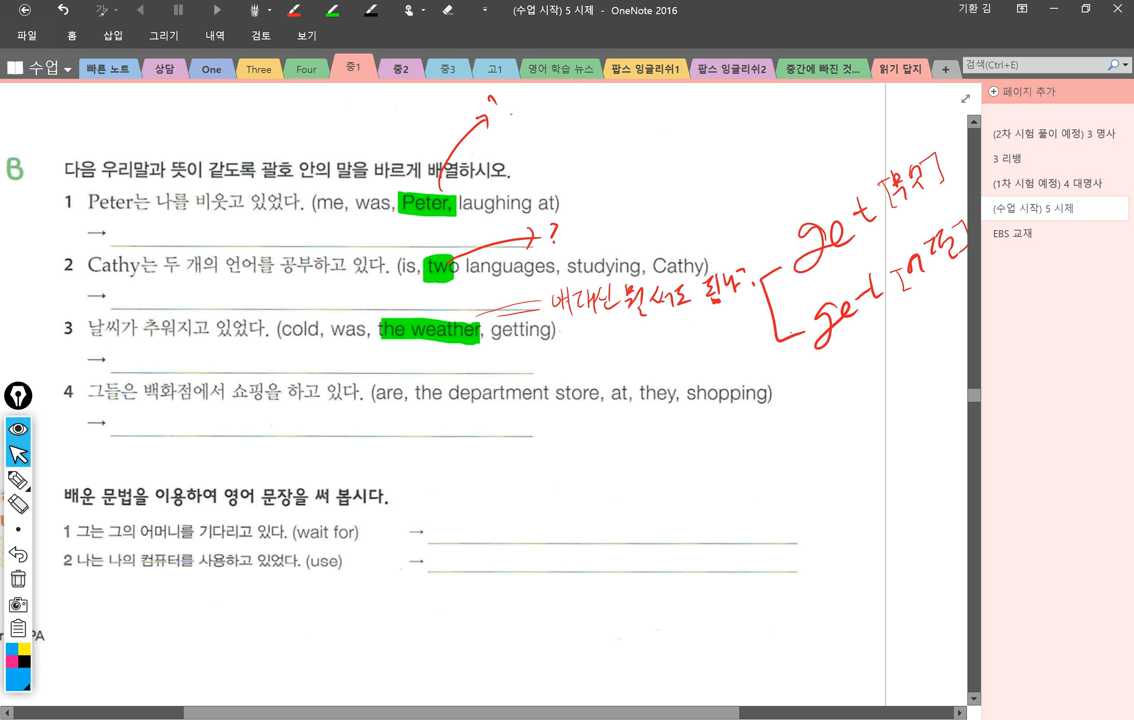 (수업 시작) 5 시제 - OneNote 2016
기환 김
파일 홈 삽입 그리기 내역 검토 보기
수업 빠른 노트 상담 One Three Four 중1 중2 중3 고1 영어 학습 뉴스 팝스 잉글리쉬1 팝스 잉글리쉬2 중간에 빠진 것... 읽기 답지 + 검색(Ctrl+E)
페이지 추가
(2차 시험 풀이 예정) 3 명사
3 리뱅
(1차 시험 예정) 4 대명사
(수업 시작) 5 시제
EBS 교재
B 다음 우리말과 뜻이 같도록 괄호 안의 말을 바르게 배열하시오.
1 Peter는 나를 비웃고 있었다. (me, was, Peter, laughing at)
→
?
2 Cathy는 두 개의 언어를 공부하고 있다. (is, two languages, studying, Cathy)
→
get
get
3 날씨가 추워지고 있었다. (cold, was, the weather, getting)
→
4 그들은 백화점에서 쇼핑을 하고 있다. (are, the department store, at, they, shopping)
→
배운 문법을 이용하여 영어 문장을 써 봅시다.
1 그는 그의 어머니를 기다리고 있다. (wait for) →
2 나는 나의 컴퓨터를 사용하고 있었다. (use) →
PA